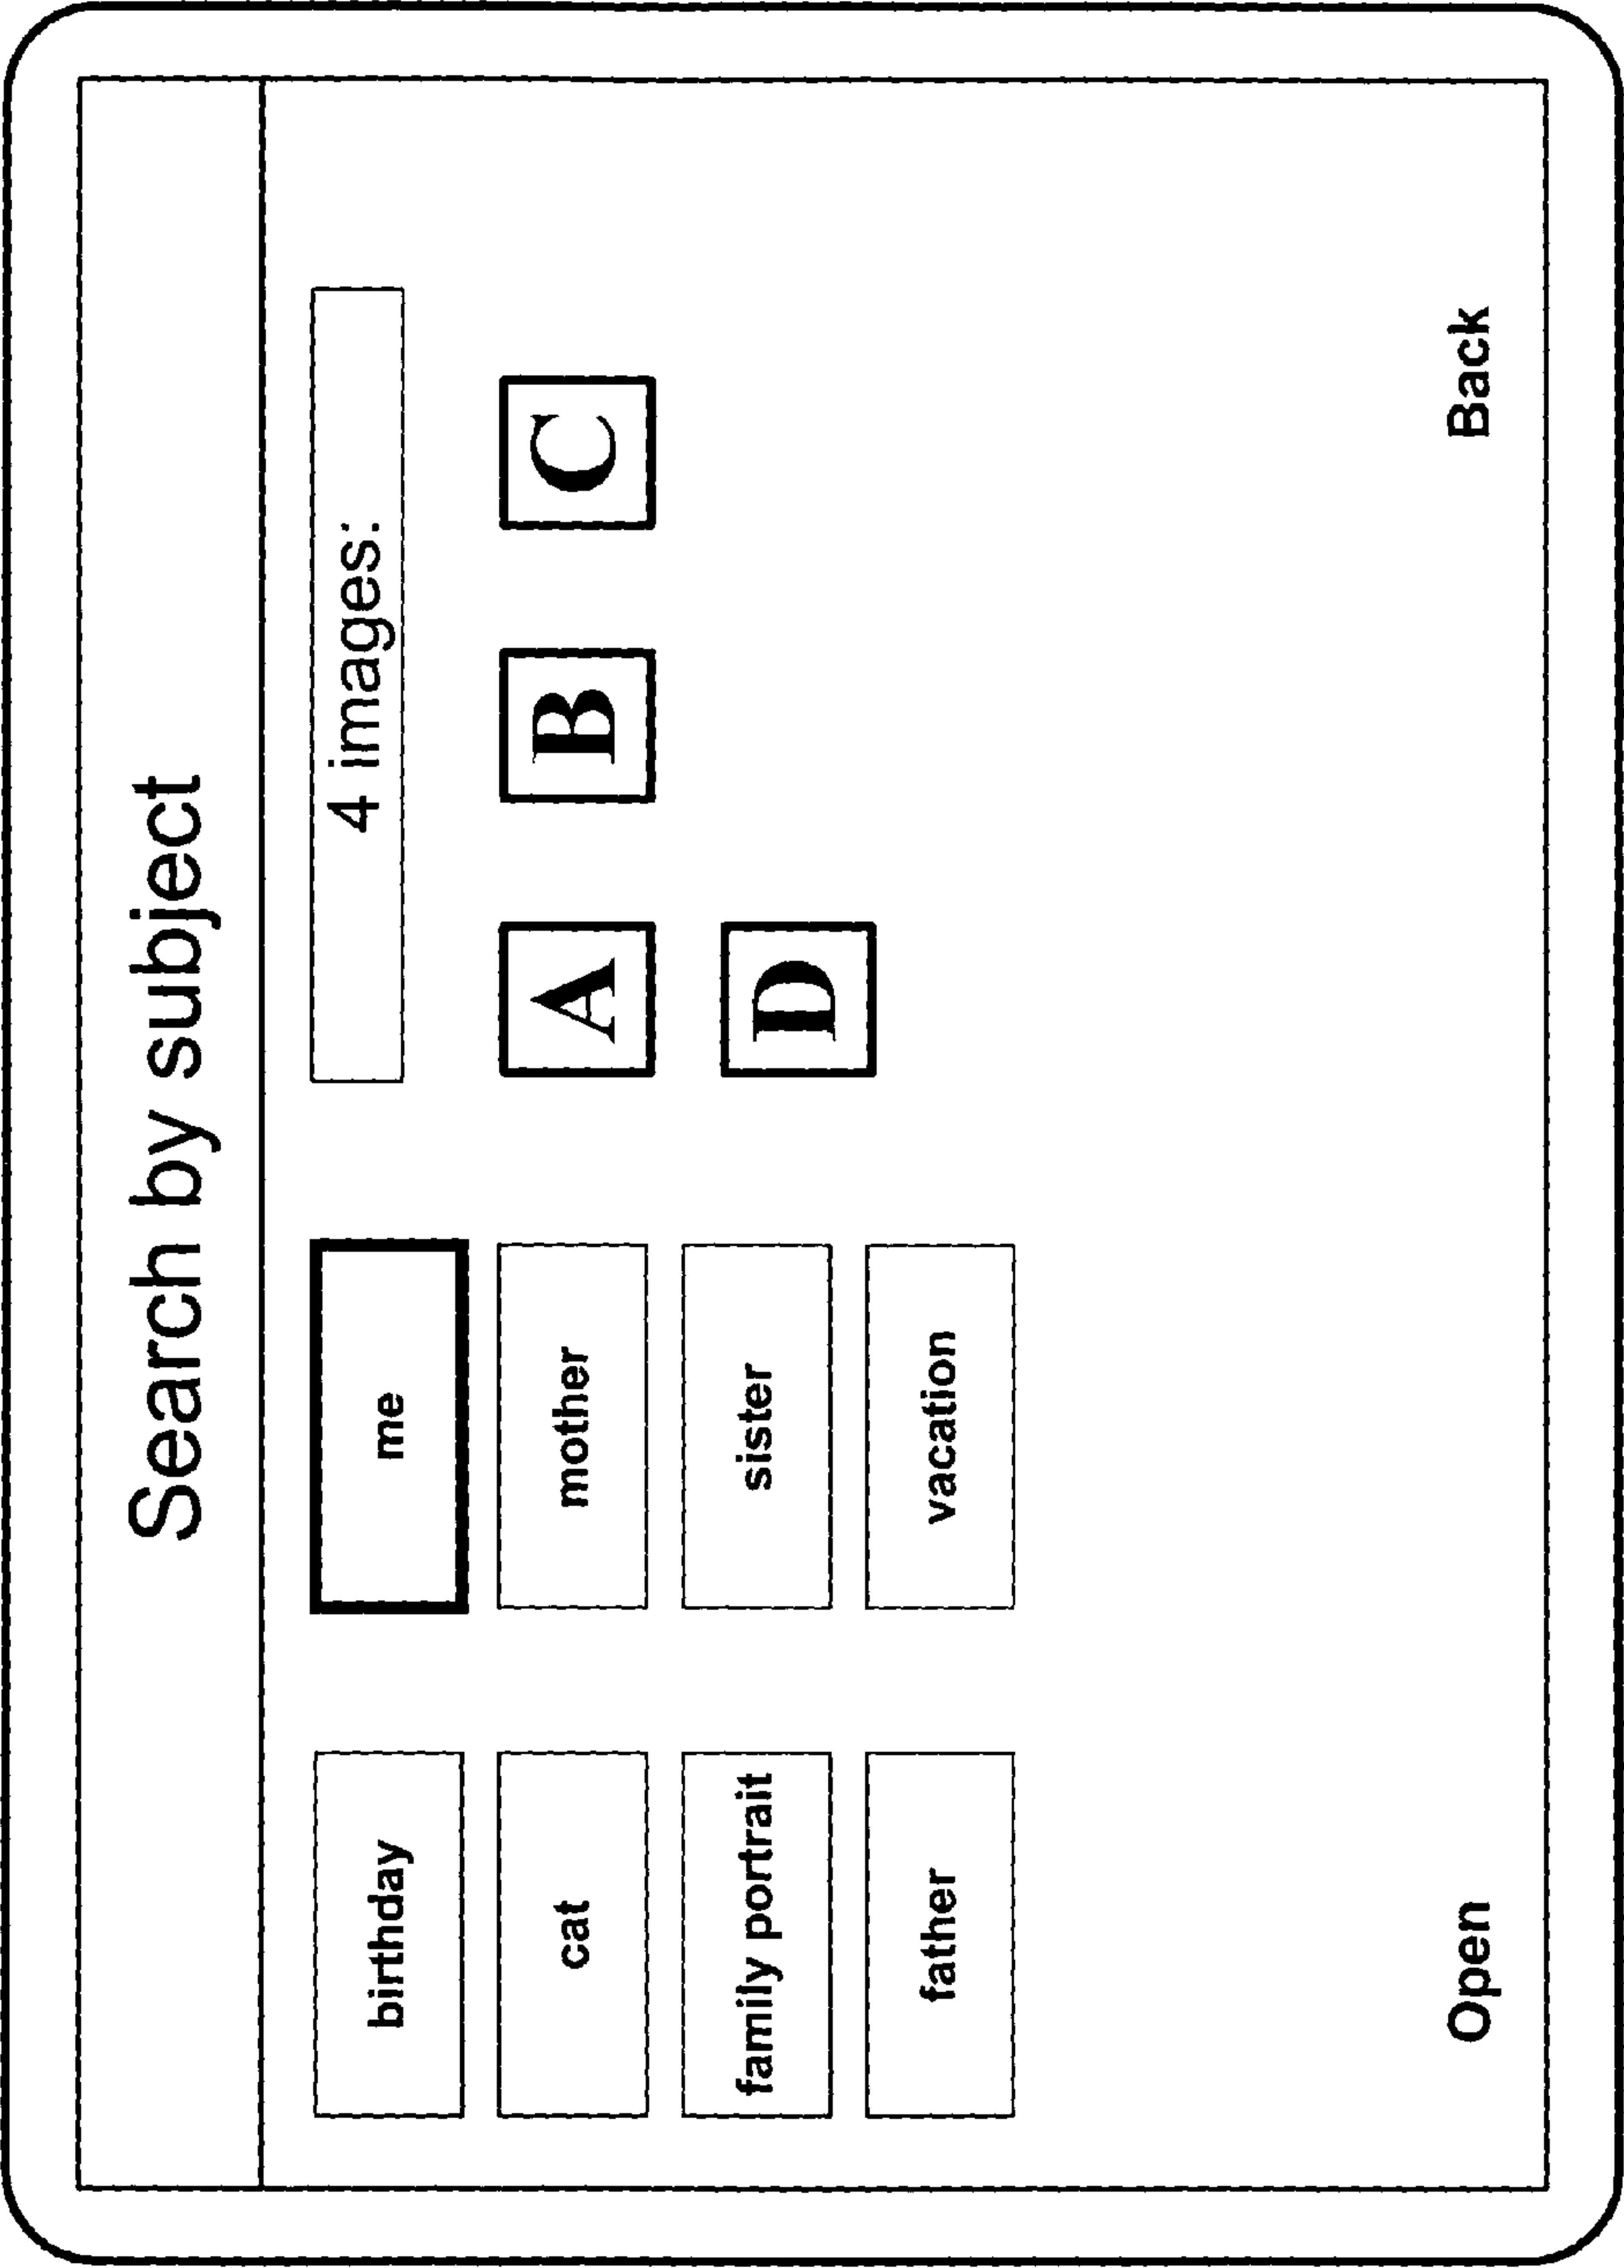 Search by subject
birthday
me
4 images:
cat
mother
A
B
C
family portrait
sister
D
father
vacation
Open
Back